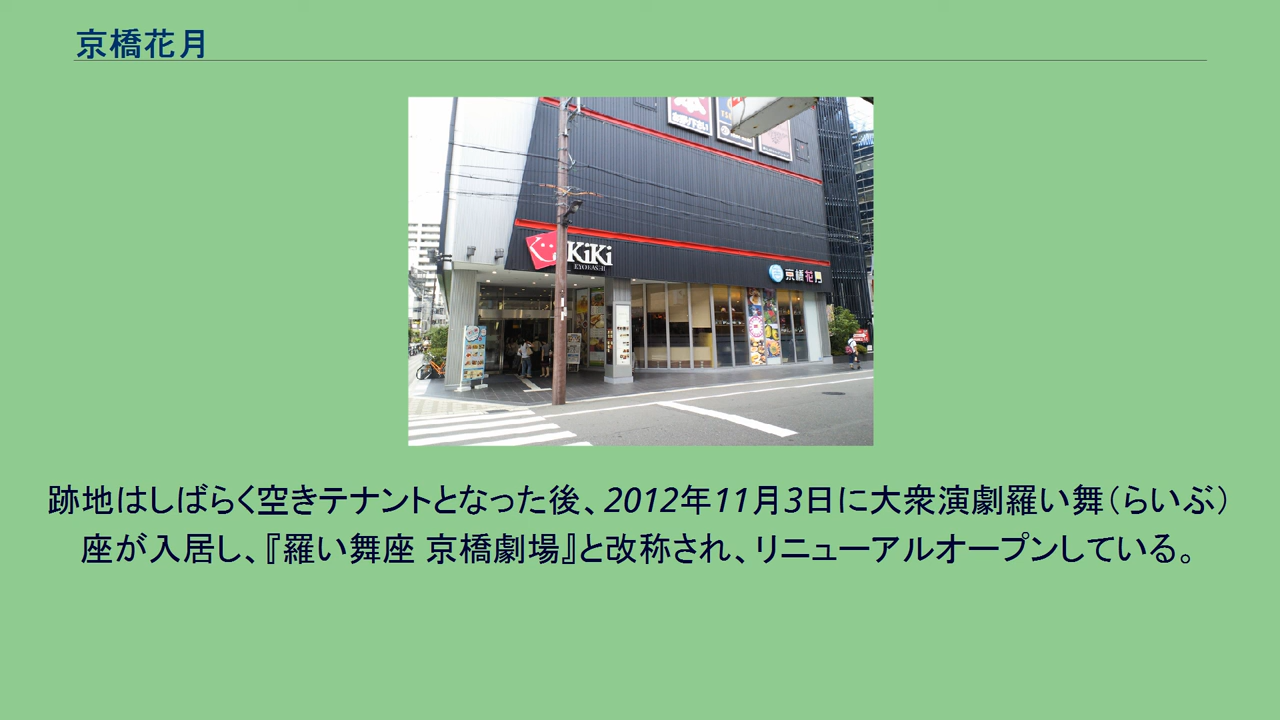 京橋花月
KiKi
KYOBASHI
京橋花月
跡地はしばらく空きテナントとなった後、2012年11月3日に大衆演劇羅い舞（らいぶ）
座が入居し、『羅い舞座 京橋劇場』と改称され、リニューアルオープンしている。